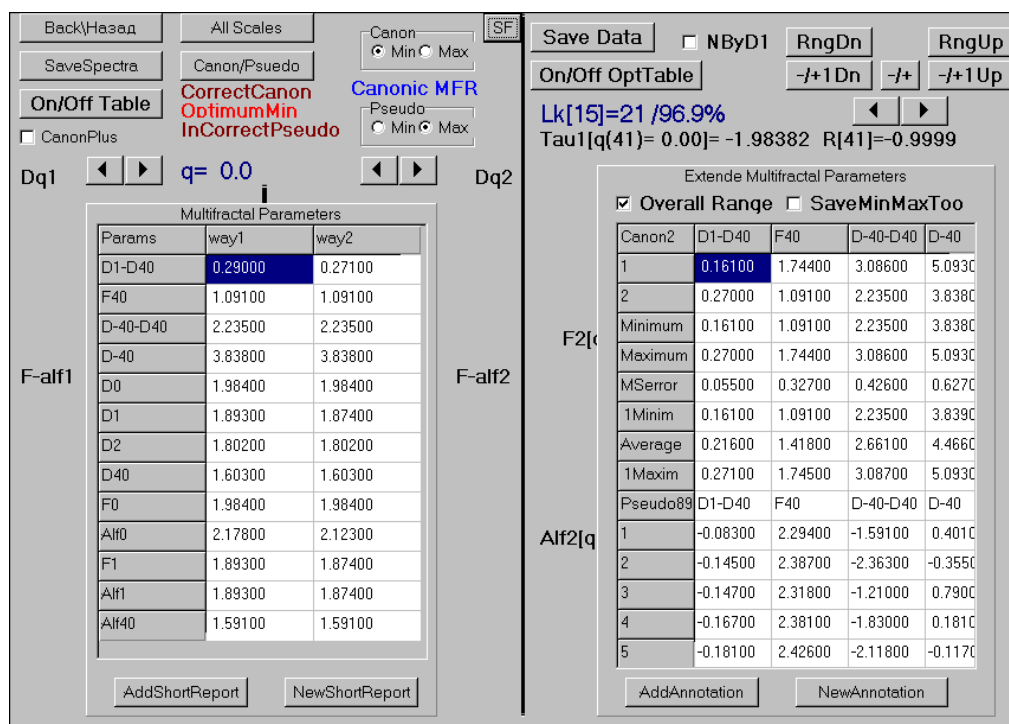 Back\Назад All Scales Canon SF
Min Max
SaveSpectra Canon/Psuedo
CorrectCanon Canonic MFR
On/Off Table OptimumMin Pseudo
InCorrectPseudo Min Max
CanonPlus
Dq1 q= 0.0 Dq2
Multifractal Parameters
Params way1 way2
D1-D40 0.29000 0.27100
F40 1.09100 1.09100
D-40-D40 2.23500 2.23500
D-40 3.83800 3.83800
F-alf1 F-alf2
D0 1.98400 1.98400
D1 1.89300 1.87400
D2 1.80200 1.80200
D40 1.60300 1.60300
F0 1.98400 1.98400
Alf0 2.17800 2.12300
F1 1.89300 1.87400
Alf1 1.89300 1.87400
Alf40 1.59100 1.59100
AddShortReport NewShortReport
Save Data NByD1 RngDn RngUp
On/Off OptTable -/+1Dn -/+ -/+1Up
Lk[15]=21 /96.9%
Tau1[q(41)= 0.00]= -1.98382 R[41]=-0.9999
Extende Multifractal Parameters
Overall Range SaveMinMaxToo
Canon2 D1-D40 F40 D-40-D40 D-40
1 0.16100 1.74400 3.08600 5.0930
2 0.27000 1.09100 2.23500 3.8380
Minimum 0.16100 1.09100 2.23500 3.8380
F2[
Maximum 0.27000 1.74400 3.08600 5.0930
MSerror 0.05500 0.32700 0.42600 0.6270
1Minim 0.16100 1.09100 2.23500 3.8390
Average 0.21600 1.41800 2.66100 4.4660
1Maxim 0.27100 1.74500 3.08700 5.0930
Pseudo89 D1-D40 F40 D-40-D40 D-40
Alf2[q
1 -0.08300 2.29400 -1.59100 0.4010
2 -0.14500 2.38700 -2.36300 -0.3550
3 -0.14700 2.31800 -1.21000 0.7900
4 -0.16700 2.38100 -1.83000 0.1810
5 -0.18100 2.42600 -2.11800 -0.1170
AddAnnotation NewAnnotation